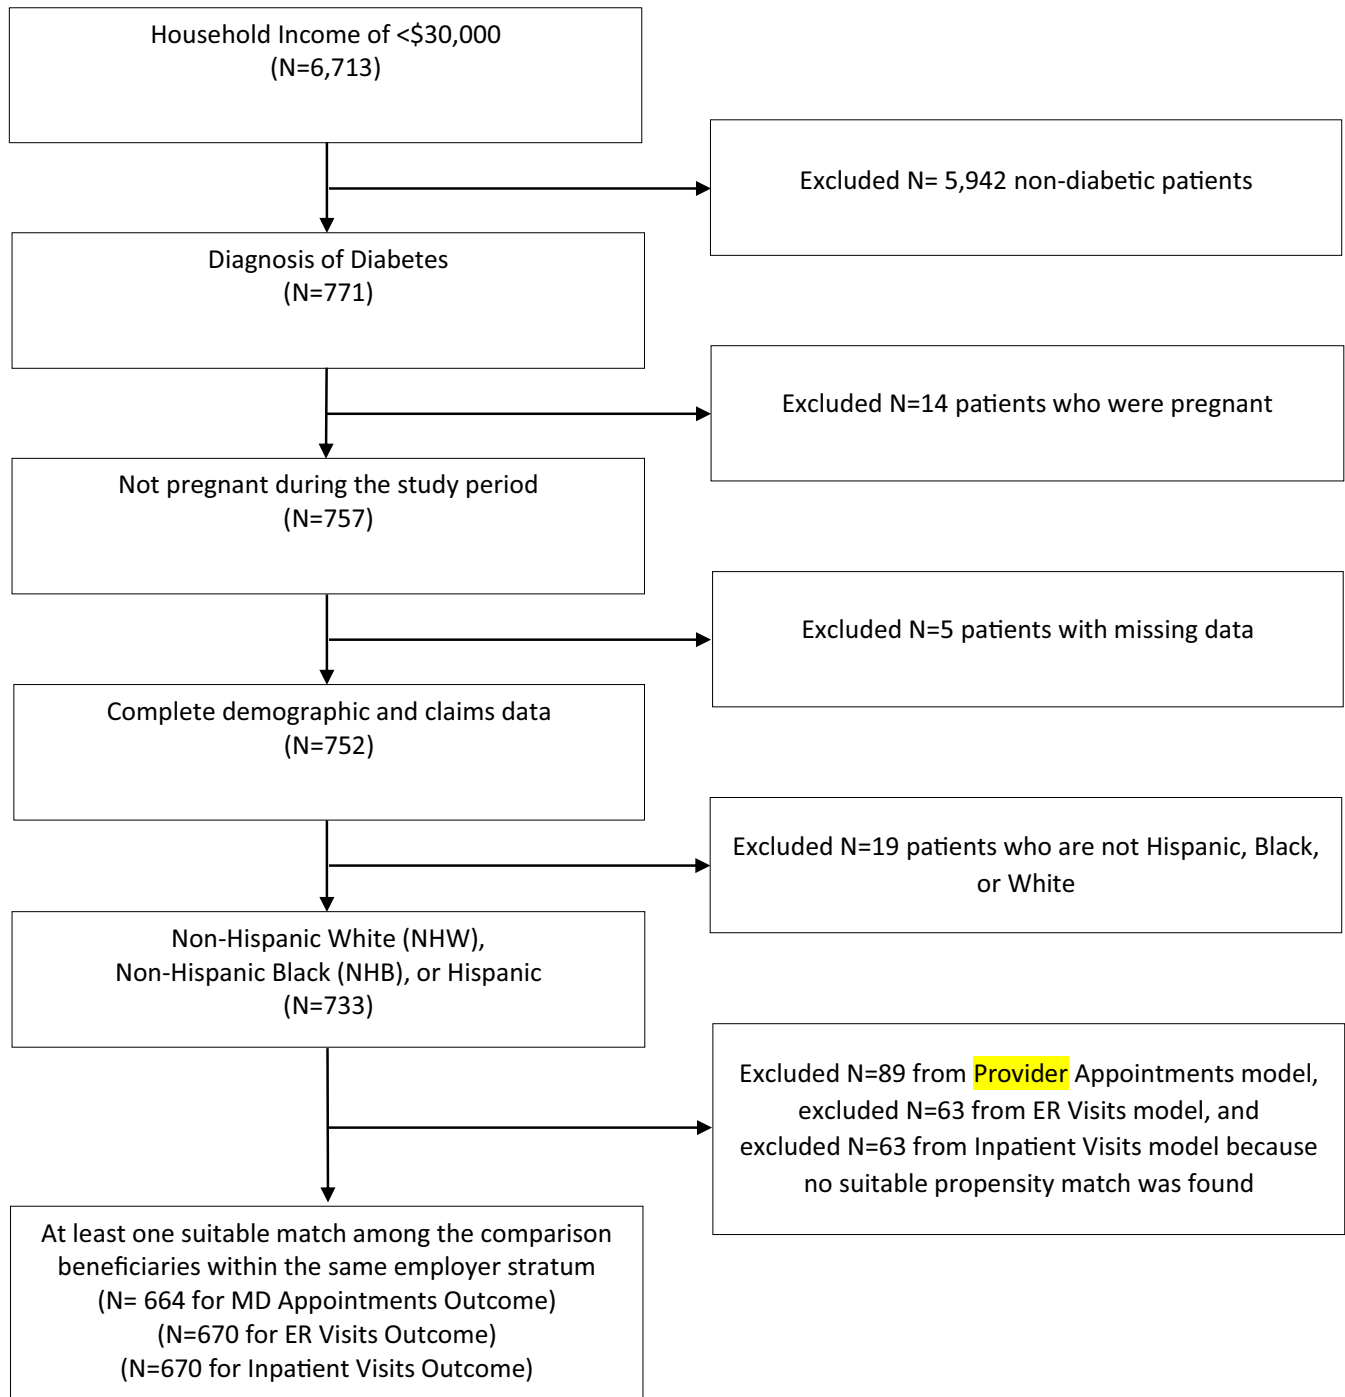 Household Income of <$30,000
(N=6,713)
Excluded N= 5,942 non-diabetic patients
Diagnosis of Diabetes
(N=771)
Excluded N=14 patients who were pregnant
Not pregnant during the study period
(N=757)
Excluded N=5 patients with missing data
Complete demographic and claims data
(N=752)
Excluded N=19 patients who are not Hispanic, Black,
or White
Non-Hispanic White (NHW),
Non-Hispanic Black (NHB), or Hispanic
(N=733)
Excluded N=89 from Provider Appointments model,
excluded N=63 from ER Visits model, and
excluded N=63 from Inpatient Visits model because
no suitable propensity match was found
At least one suitable match among the comparison
beneficiaries within the same employer stratum
(N= 664 for MD Appointments Outcome)
(N=670 for ER Visits Outcome)
(N=670 for Inpatient Visits Outcome)